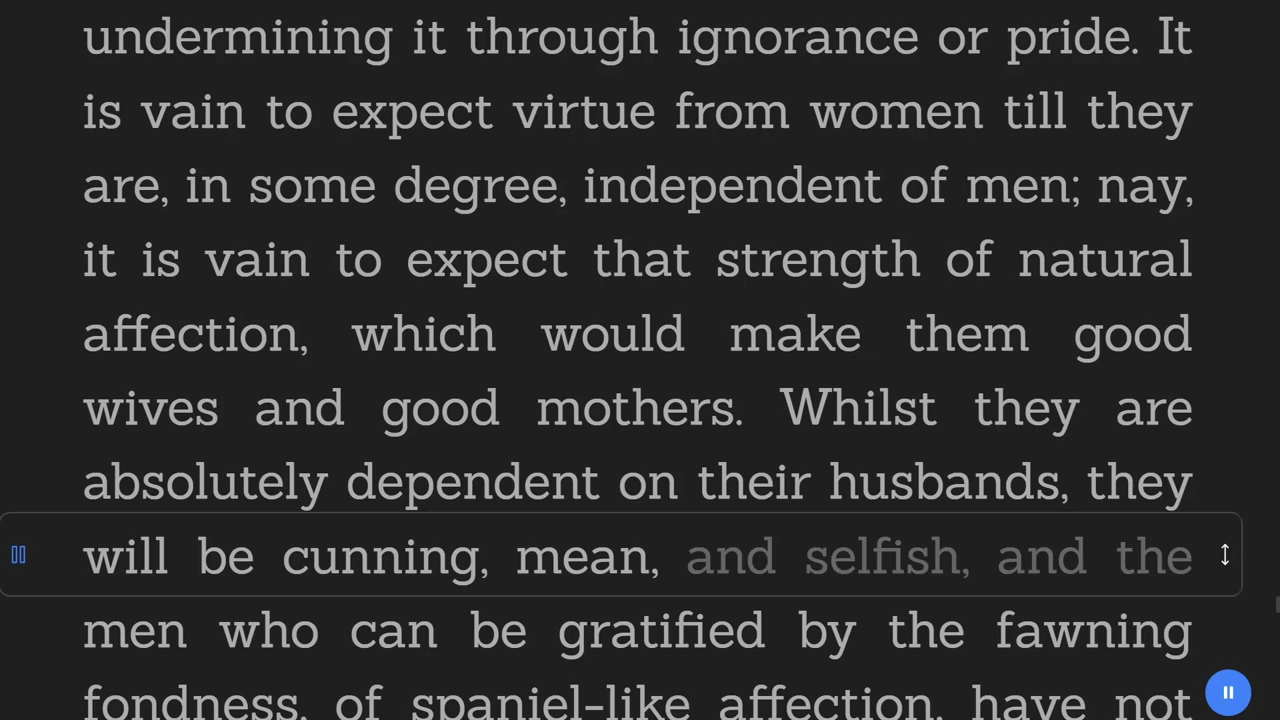 undermining it through ignorance or pride. It
is vain to expect virtue from women till they
are, in some degree, independent of men; nay,
it is vain to expect that strength of natural
affection, which would make them good
wives and good mothers. Whilst they are
absolutely dependent on their husbands, they
will be cunning, mean, and selfish, and the
men who can be gratified by the fawning
fondness, of spaniel-like affection, have not